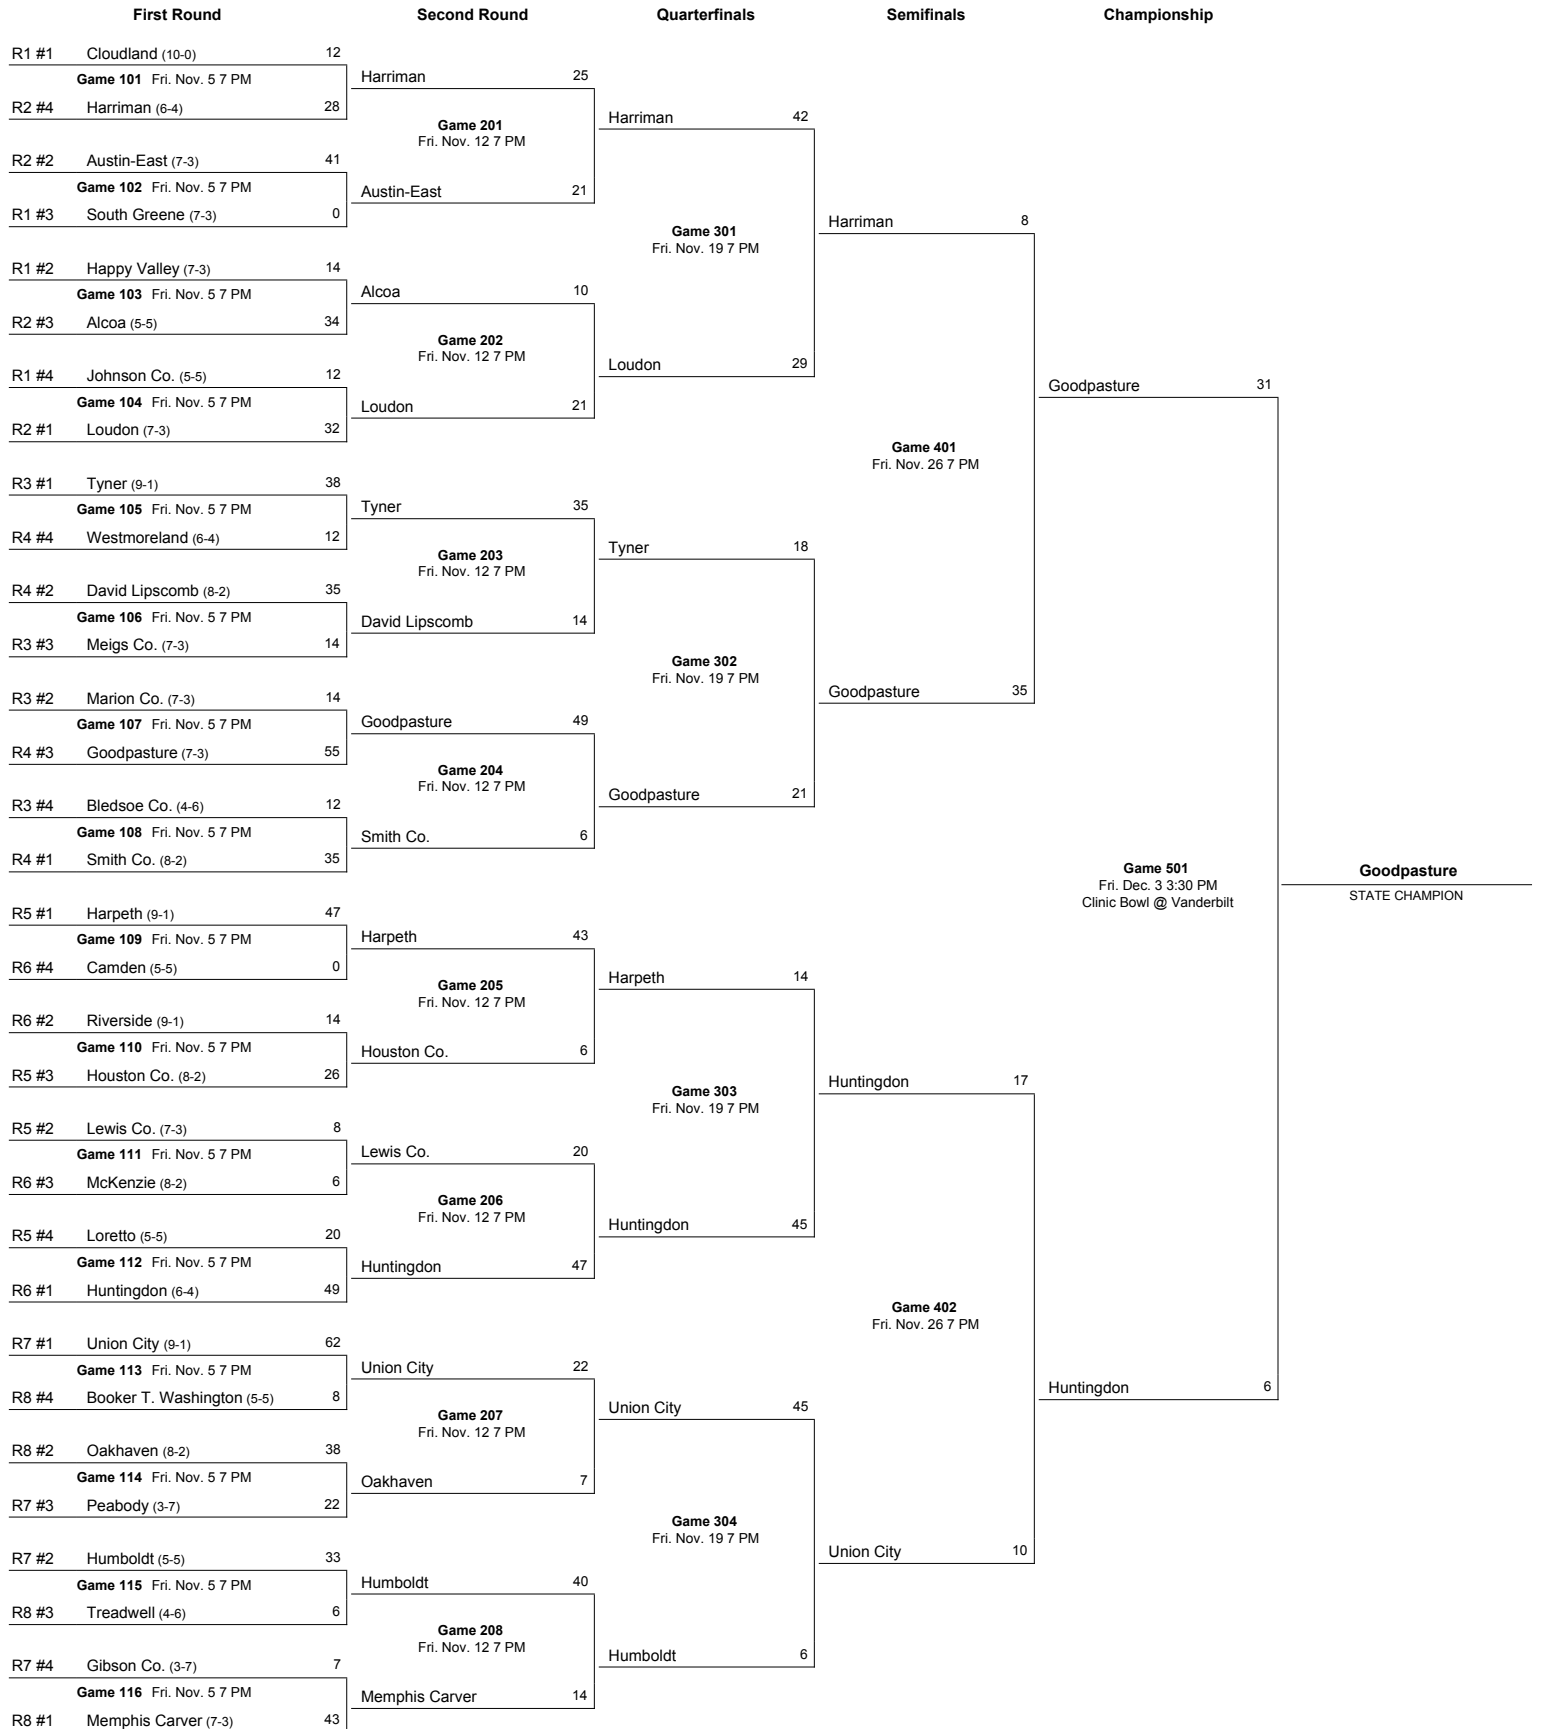 First Round
Second Round
Quarterfinals
Semifinals
Championship
R1 #1 Cloudland (10-0) 12
Game 101 Fri. Nov. 5 7 PM
R2 #4 Harriman (6-4) 28
R2 #2 Austin-East (7-3) 41
Game 102 Fri. Nov. 5 7 PM
R1 #3 South Greene (7-3) 0
R1 #2 Happy Valley (7-3) 14
Game 103 Fri. Nov. 5 7 PM
R2 #3 Alcoa (5-5) 34
R1 #4 Johnson Co. (5-5) 12
Game 104 Fri. Nov. 5 7 PM
R2 #1 Loudon (7-3) 32
R3 #1 Tyner (9-1) 38
Game 105 Fri. Nov. 5 7 PM
R4 #4 Westmoreland (6-4) 12
R4 #2 David Lipscomb (8-2) 35
Game 106 Fri. Nov. 5 7 PM
R3 #3 Meigs Co. (7-3) 14
R3 #2 Marion Co. (7-3) 14
Game 107 Fri. Nov. 5 7 PM
R4 #3 Goodpasture (7-3) 55
R3 #4 Bledsoe Co. (4-6) 12
Game 108 Fri. Nov. 5 7 PM
R4 #1 Smith Co. (8-2) 35
R5 #1 Harpeth (9-1) 47
Game 109 Fri. Nov. 5 7 PM
R6 #4 Camden (5-5) 0
R6 #2 Riverside (9-1) 14
Game 110 Fri. Nov. 5 7 PM
R5 #3 Houston Co. (8-2) 26
R5 #2 Lewis Co. (7-3) 8
Game 111 Fri. Nov. 5 7 PM
R6 #3 McKenzie (8-2) 6
R5 #4 Loretto (5-5) 20
Game 112 Fri. Nov. 5 7 PM
R6 #1 Huntingdon (6-4) 49
R7 #1 Union City (9-1) 62
Game 113 Fri. Nov. 5 7 PM
R8 #4 Booker T. Washington (5-5) 8
R8 #2 Oakhaven (8-2) 38
Game 114 Fri. Nov. 5 7 PM
R7 #3 Peabody (3-7) 22
R7 #2 Humboldt (5-5) 33
Game 115 Fri. Nov. 5 7 PM
R8 #3 Treadwell (4-6) 6
R7 #4 Gibson Co. (3-7) 7
Game 116 Fri. Nov. 5 7 PM
R8 #1 Memphis Carver (7-3) 43
Harriman 25
Game 201
Fri. Nov. 12 7 PM
Austin-East 21
Alcoa 10
Game 202
Fri. Nov. 12 7 PM
Loudon 21
Tyner 35
Game 203
Fri. Nov. 12 7 PM
David Lipscomb 14
Goodpasture 49
Game 204
Fri. Nov. 12 7 PM
Smith Co. 6
Harpeth 43
Game 205
Fri. Nov. 12 7 PM
Houston Co. 6
Lewis Co. 20
Game 206
Fri. Nov. 12 7 PM
Huntingdon 47
Union City 22
Game 207
Fri. Nov. 12 7 PM
Oakhaven 7
Humboldt 40
Game 208
Fri. Nov. 12 7 PM
Memphis Carver 14
Harriman 42
Game 301
Fri. Nov. 19 7 PM
Loudon 29
Tyner 18
Game 302
Fri. Nov. 19 7 PM
Goodpasture 21
Harpeth 14
Game 303
Fri. Nov. 19 7 PM
Huntingdon 45
Union City 45
Game 304
Fri. Nov. 19 7 PM
Humboldt 6
Harriman 8
Game 401
Fri. Nov. 26 7 PM
Goodpasture 35
Huntingdon 17
Game 402
Fri. Nov. 26 7 PM
Union City 10
Goodpasture 31
Game 501
Fri. Dec. 3 3:30 PM
Clinic Bowl @ Vanderbilt
Huntingdon 6
Goodpasture
STATE CHAMPION